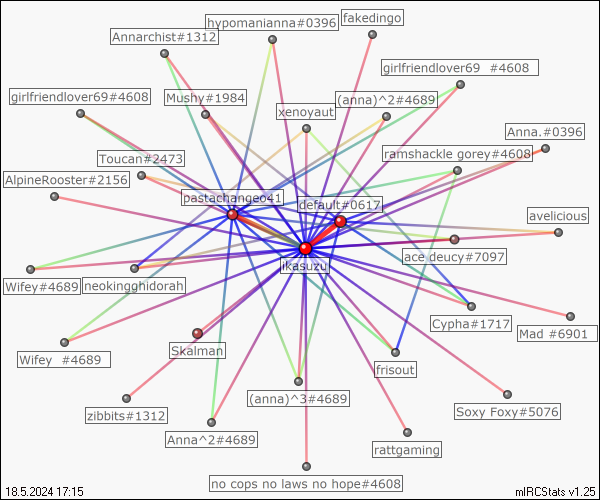 fakedingo
hypomanianna#0396
Annarchist#1312
girlfriendlover69 #4608
girlfriendlover69#4608
Mushy#1984
(anna)^2#4689
xenoyaut
Anna.#0396
Toucan#2473
ramshackle gorey#4608
AlpineRooster#2156
pastachangeo41
default#0617
avelicious
ace deucy#7097
ikasuzu
Wifey#4689
neokingghidorah
Cypha#1717
Mad #6901
Wifey #4689
Skalman
frisout
(anna)^3#4689
zibbits#1312
Soxy Foxy#5076
Anna^2#4689
rattgaming
no cops no laws no hope#4608
18.5.2024 17:15
mIRCStats v1.25